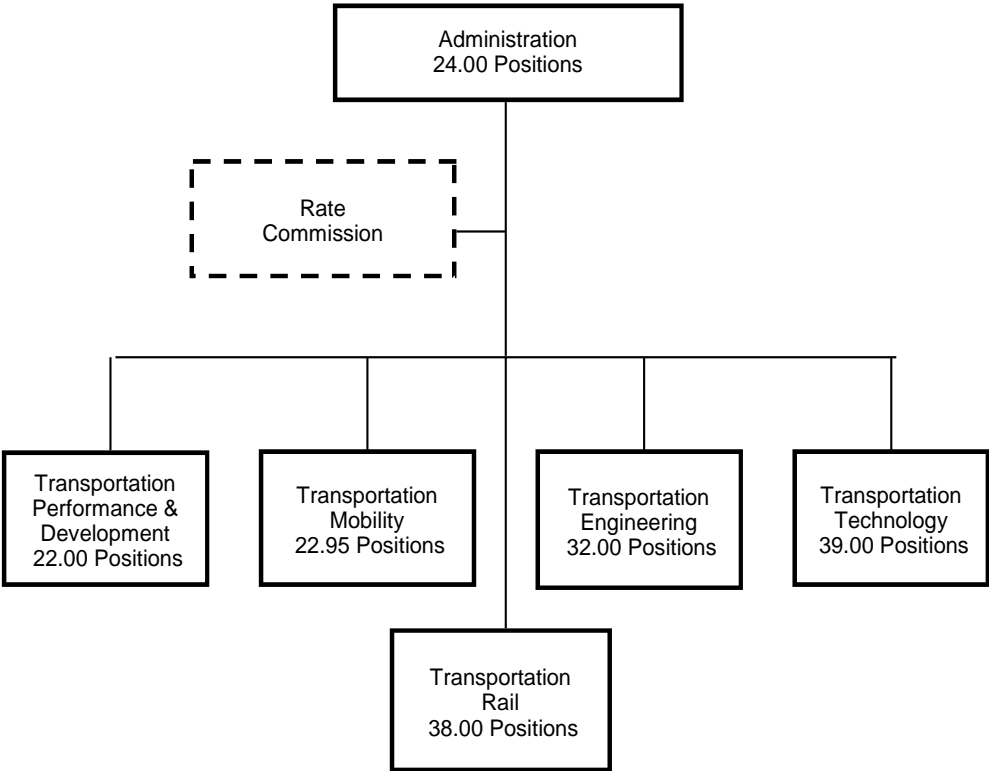 Administration
24.00 Positions
Rate
Commission
Transportation
Performance &
Development
22.00 Positions
Transportation
Mobility
22.95 Positions
Transportation
Engineering
32.00 Positions
Transportation
Technology
39.00 Positions
Transportation
Rail
38.00 Positions